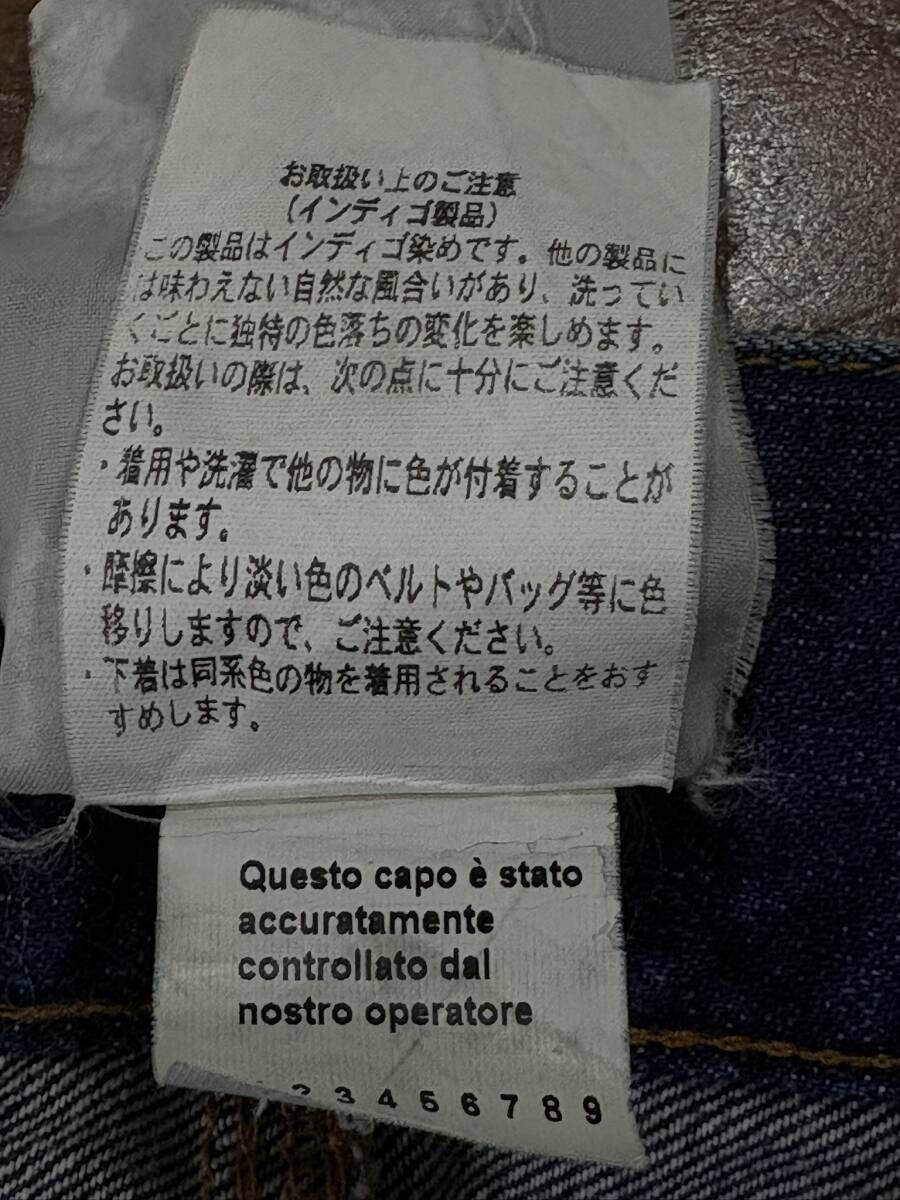 お取扱い上のご注意
（インディゴ製品）
この製品はインディゴ染めです。他の製品に
は味わえない自然な風合いがあり、洗ってい
くごとに独特の色落ちの変化を楽しめます。
お取扱いの際は、次の点に十分にご注意くだ
さい。
・着用や洗濯で他の物に色が付着することが
あります。
・摩擦により淡い色のベルトやバッグ等に色
移りしますので、ご注意ください。
・下着は同系色の物を着用されることをおす
すめします。
Questo capo è stato
accuratamente
controllato dal
nostro operatore
2 3 4 5 6 7 8 9